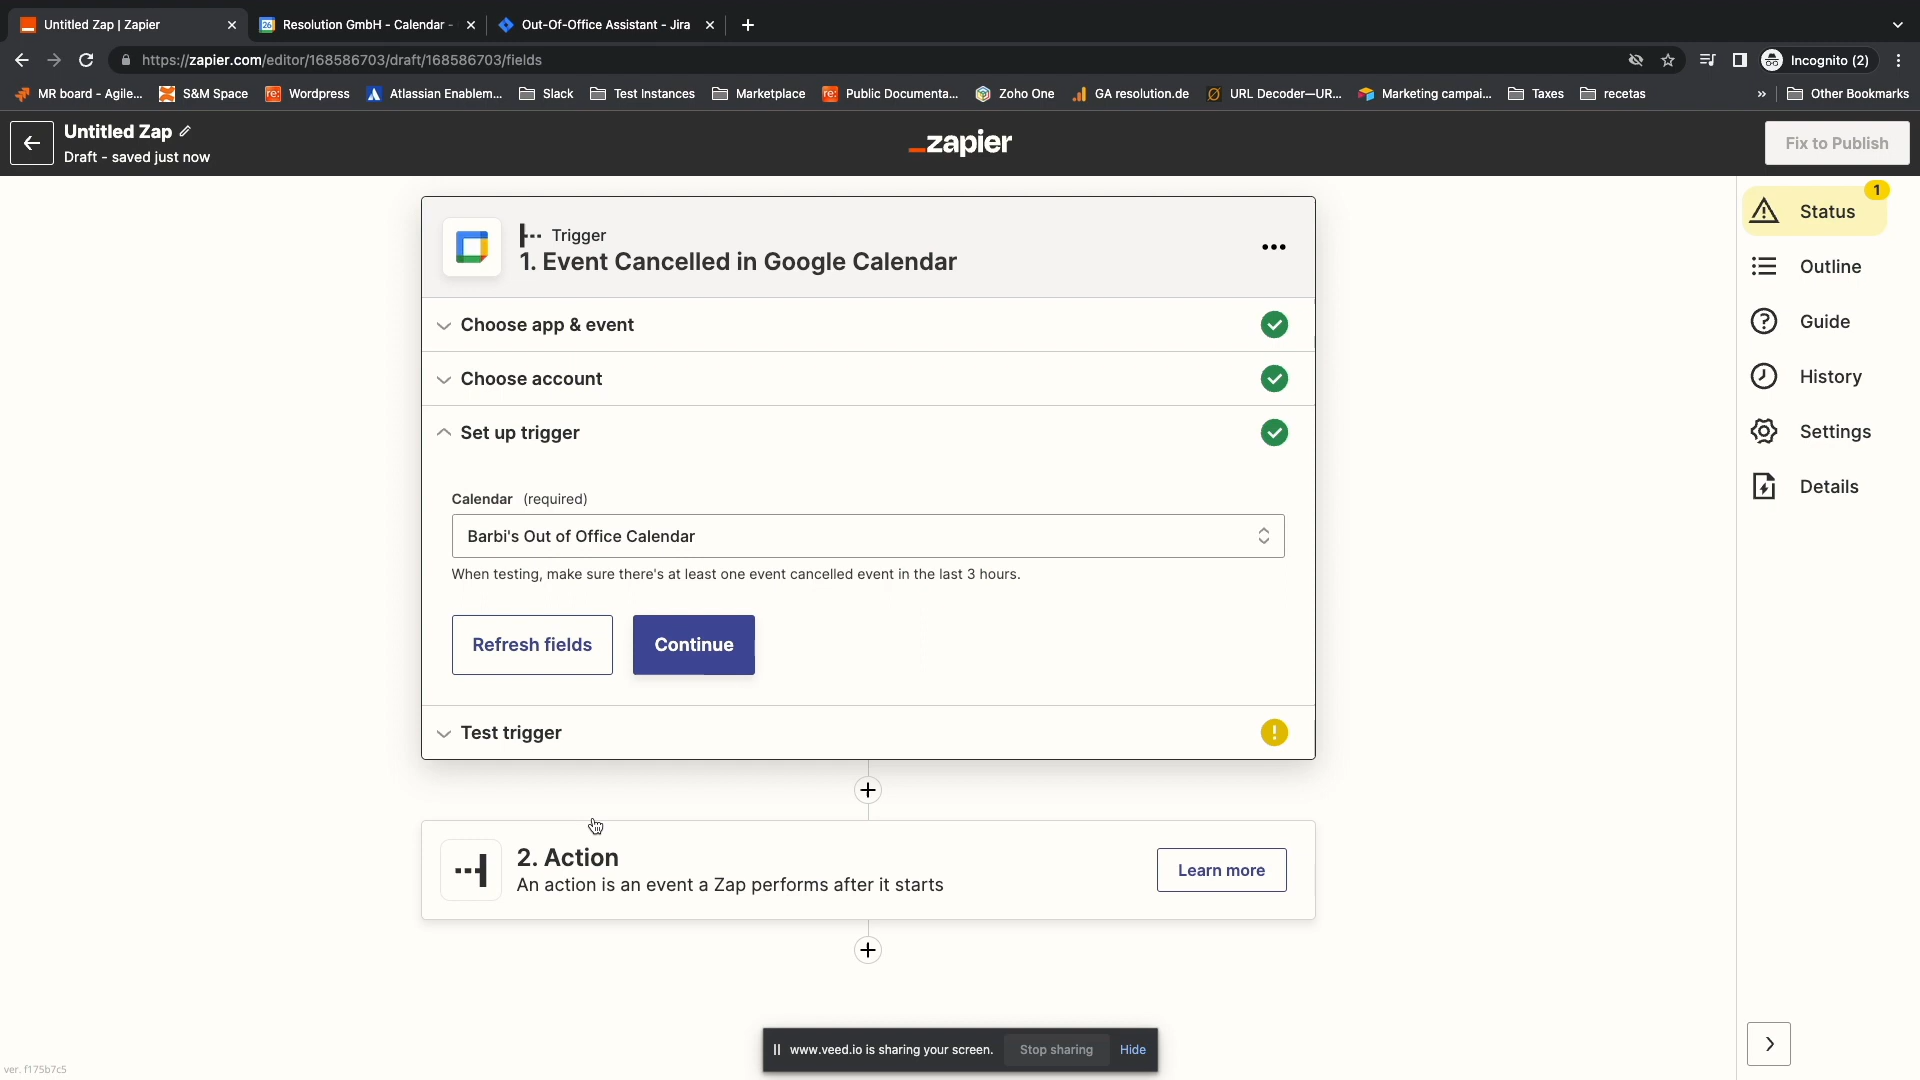 Untitled Zap | Zapier
Resolution GmbH - Calendar -
Out-Of-Office Assistant - Jira
https://zapier.com/editor/168586703/draft/168586703/fields
Incognito (2)
MR board - Agile...
S&M Space
Wordpress
Atlassian Enablem...
Slack
Test Instances
Marketplace
Public Documenta...
Zoho One
GA resolution.de
URL Decoder—UR...
Marketing campai...
Taxes
recetas
»
Other Bookmarks
Untitled Zap
Draft - saved just now
_zapier
Fix to Publish
Trigger
1. Event Cancelled in Google Calendar
Choose app & event
Choose account
Set up trigger
Calendar (required)
Barbi's Out of Office Calendar
When testing, make sure there's at least one event cancelled event in the last 3 hours.
Refresh fields
Continue
Test trigger
2. Action
An action is an event a Zap performs after it starts
Learn more
1
Status
Outline
Guide
History
Settings
Details
www.veed.io is sharing your screen.
Stop sharing
Hide
ver. f175b7c5